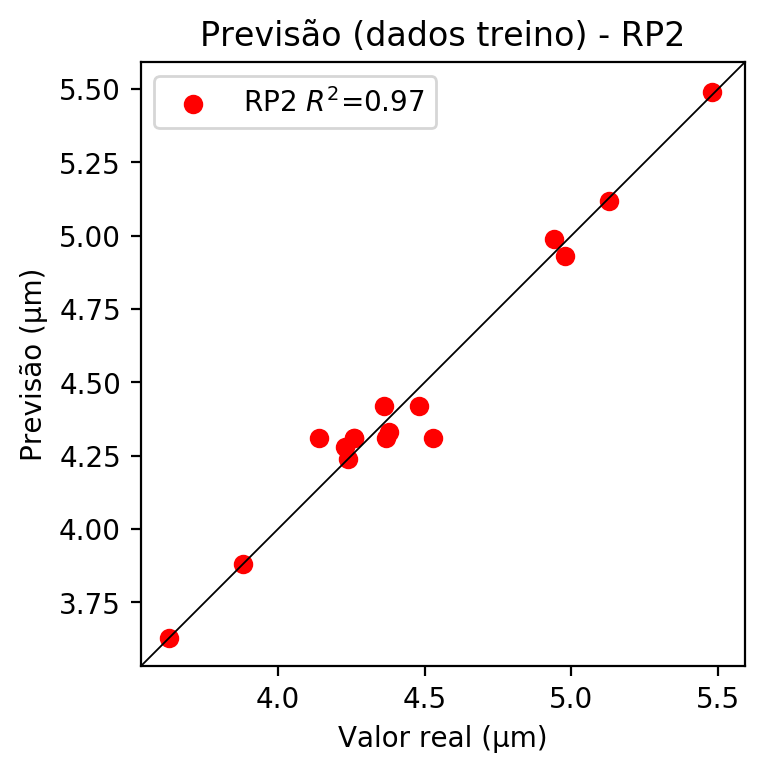 Previsão (dados treino) - RP2
RP2 R²=0.97
Previsão (μm)
5.50
5.25
5.00
4.75
4.50
4.25
4.00
3.75
4.0 4.5 5.0 5.5
Valor real (μm)